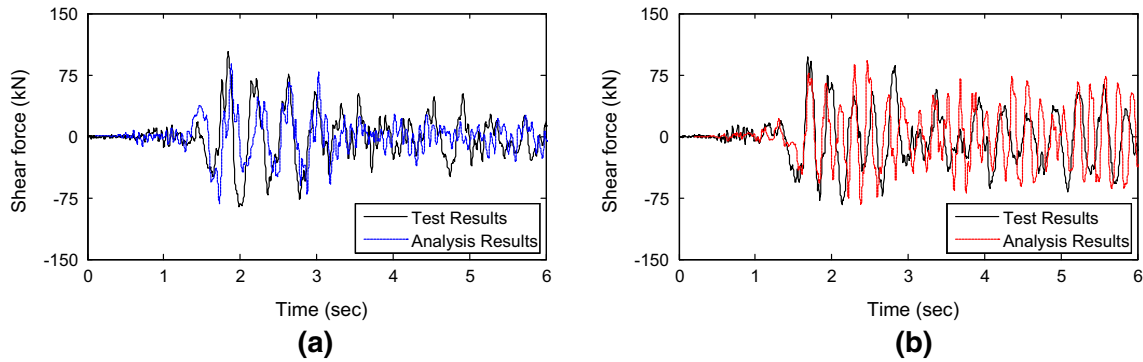 150
75
0
-75
-150
Shear force (kN)
Test Results
Analysis Results
0 1 2 3 4 5 6
Time (sec)
(a)
150
75
0
-75
-150
Shear force (kN)
Test Results
Analysis Results
0 1 2 3 4 5 6
Time (sec)
(b)